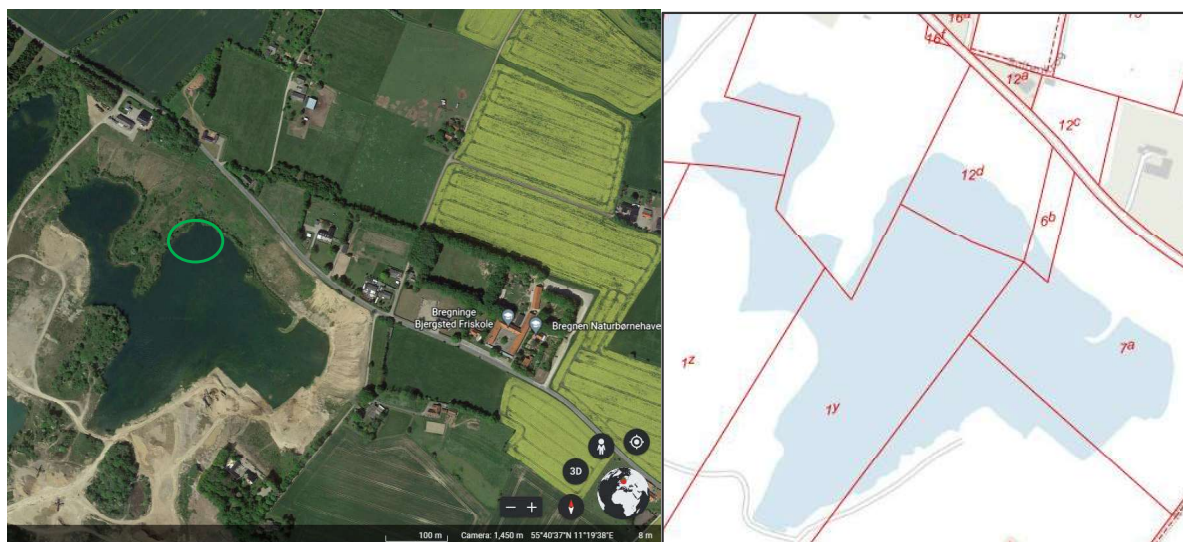 Bregninge
Bjergsted Friskole
Bregnen Naturbørnehave
3D
100 m
Camera: 1,450 m
55°40'37"N 11°19'38"E
8 m
16ᵈ
16ᶠ
12ᵃ
12ᶜ
12ᵈ
6ᵇ
7ᵃ
1ᶻ
1ʸ